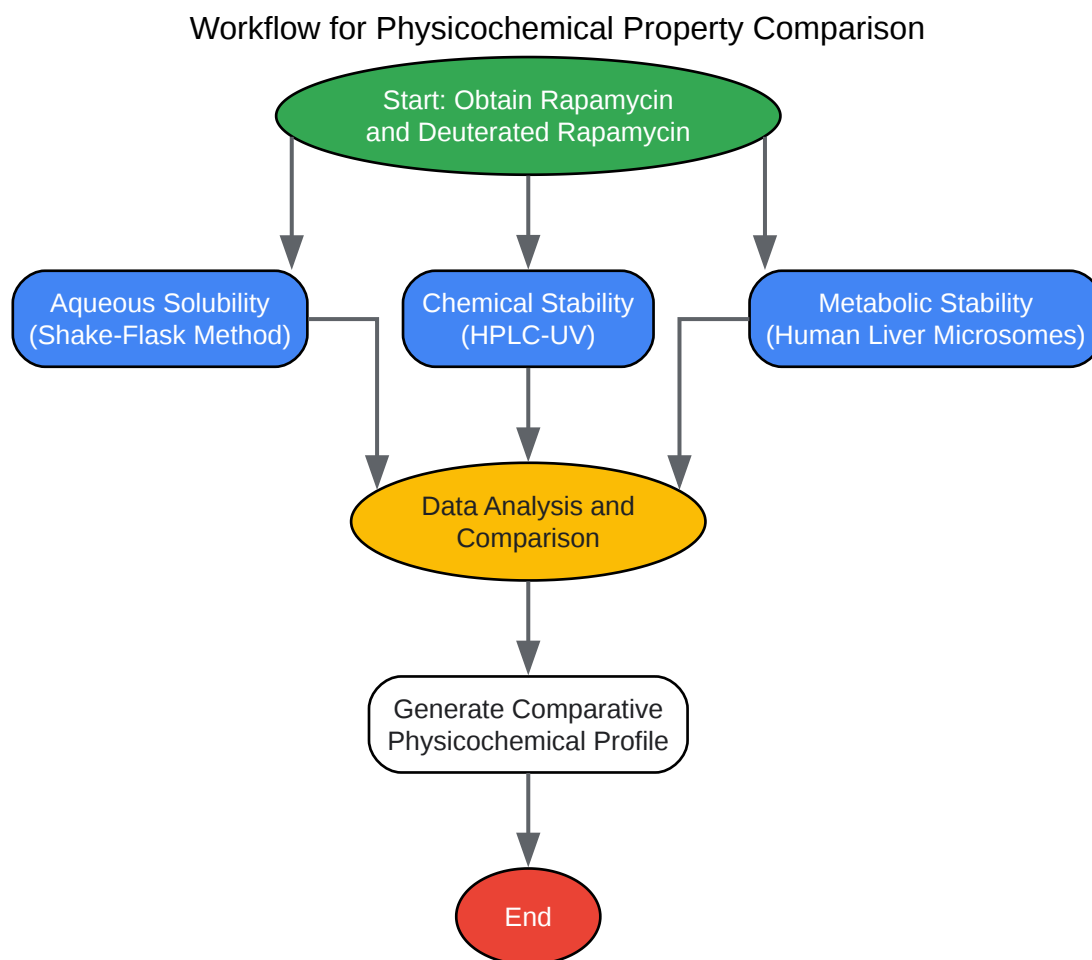 Workflow for Physicochemical Property Comparison
Start: Obtain Rapamycin
and Deuterated Rapamycin
Aqueous Solubility
(Shake-Flask Method)
Chemical Stability
(HPLC-UV)
Metabolic Stability
(Human Liver Microsomes)
Data Analysis and
Comparison
Generate Comparative
Physicochemical Profile
End